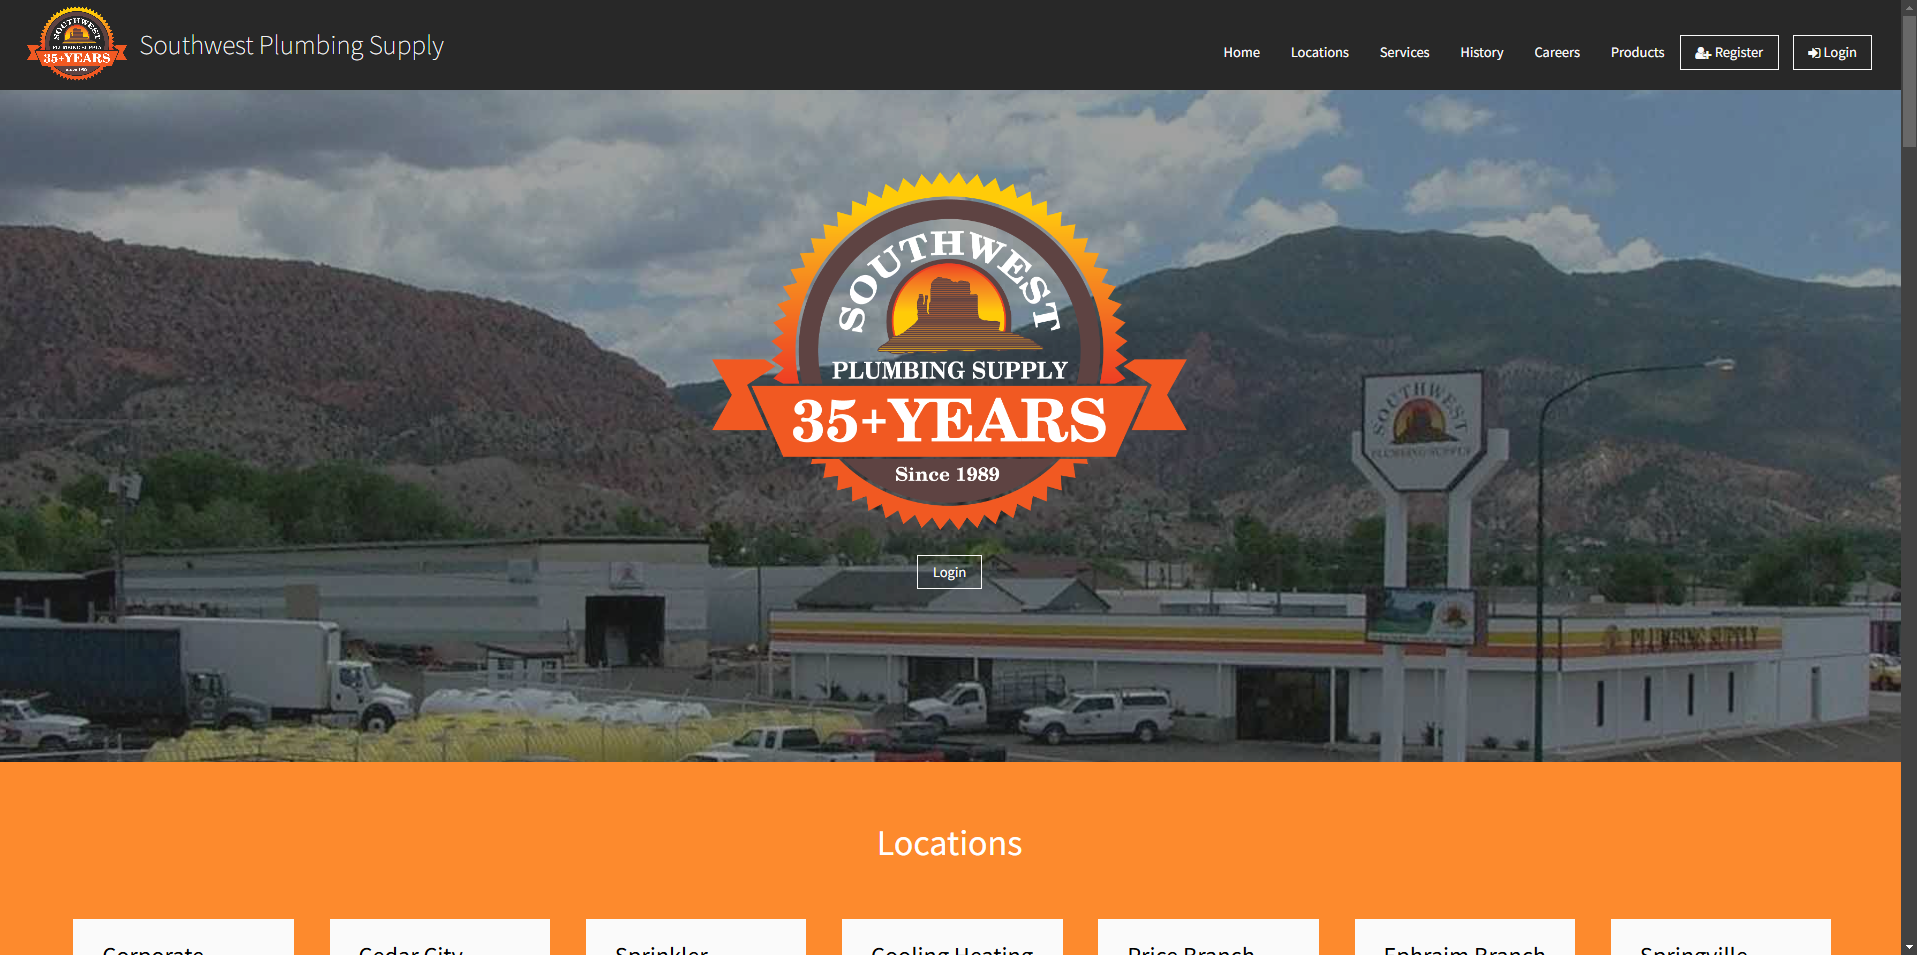 SOUTHWEST
PLUMBING SUPPLY
35+YEARS
since 1989
Southwest Plumbing Supply
Home
Locations
Services
History
Careers
Products
Register
Login
SOUTHWEST
PLUMBING SUPPLY
35+YEARS
Since 1989
SOUTHWEST
PLUMBING SUPPLY
Login
PLUMBING SUPPLY
Locations
Corporate
Cedar City
Sprinkler
Cooling Heating
Price Branch
Ephraim Branch
Springville